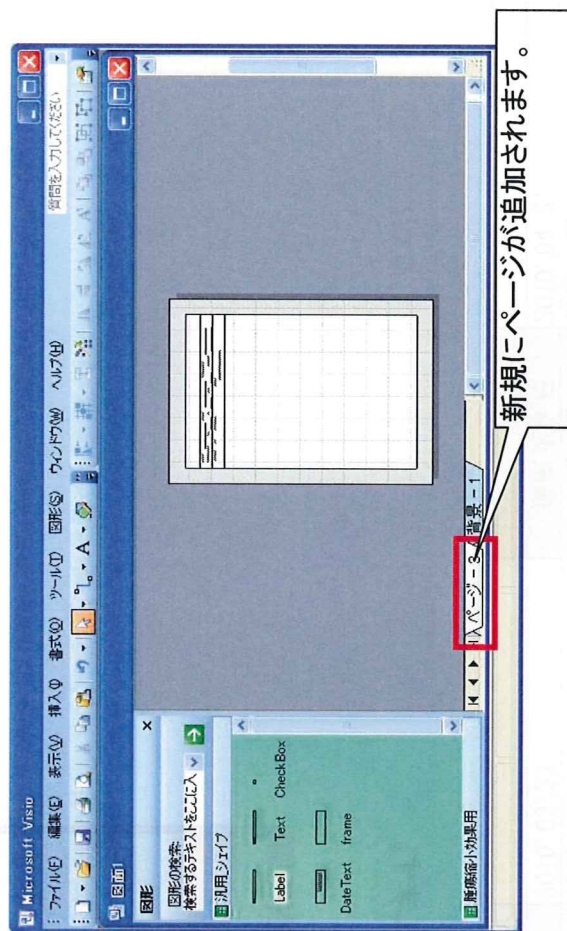 Microsoft Visio
ファイル(F) 編集(E) 表示(V) 挿入(I) 書式(O) ツール(T) 図形(S) ウィンドウ(W) ヘルプ(H)
質問を入力してください
図面1
図形
図形の検索:
検索するテキストをここに入
汎用_シェイプ
Label Text CheckBox
DateText frame
腫瘍縮小効果用
ページ - 3
背景 - 1
新規にページが追加されます。